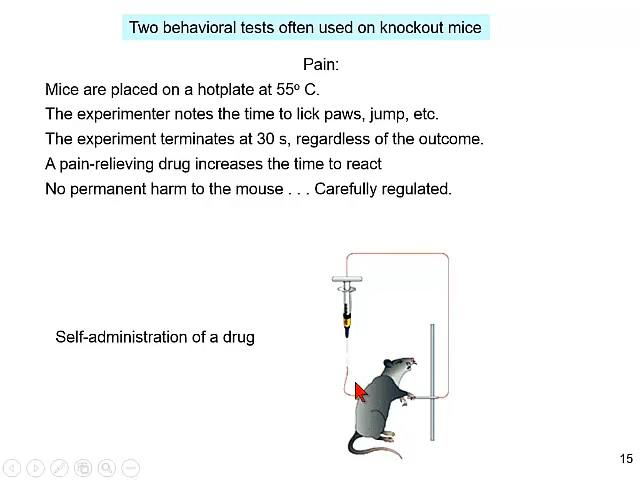 Two behavioral tests often used on knockout mice
Pain:
Mice are placed on a hotplate at 55º C.
The experimenter notes the time to lick paws, jump, etc.
The experiment terminates at 30 s, regardless of the outcome.
A pain-relieving drug increases the time to react
No permanent harm to the mouse . . . Carefully regulated.
Self-administration of a drug
15